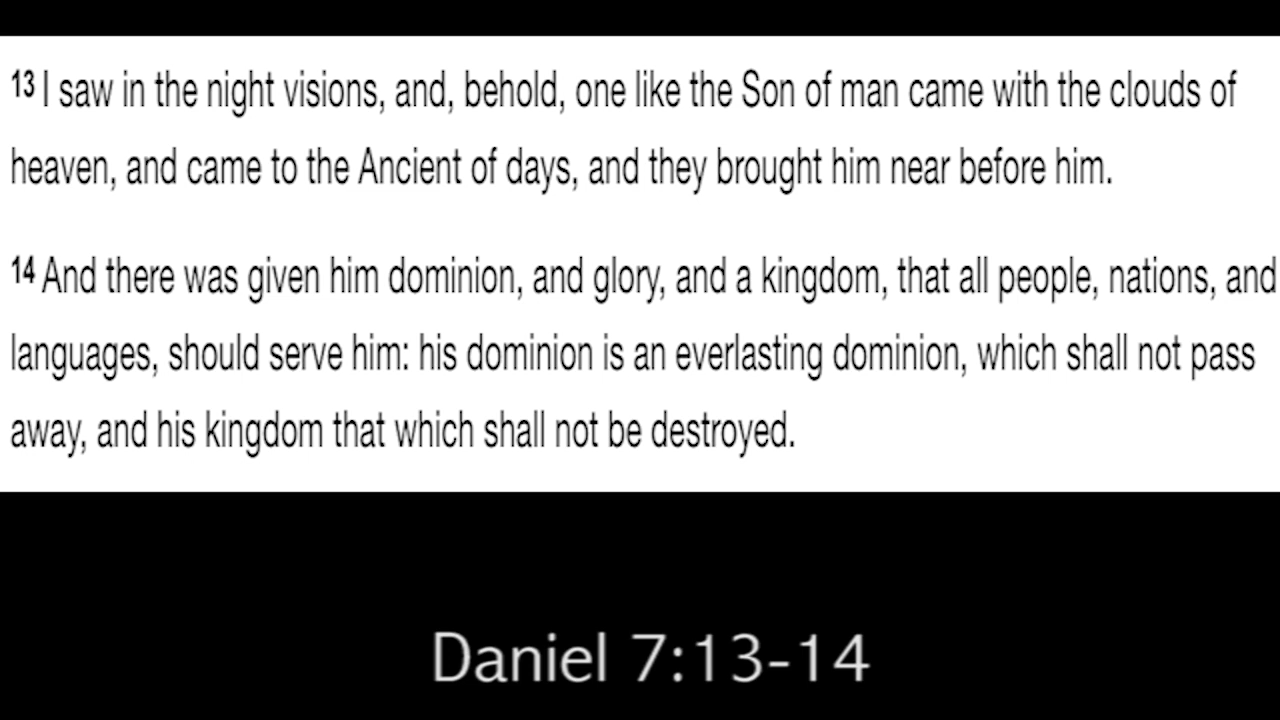 13 I saw in the night visions, and, behold, one like the Son of man came with the clouds of
heaven, and came to the Ancient of days, and they brought him near before him.
14 And there was given him dominion, and glory, and a kingdom, that all people, nations, and
languages, should serve him: his dominion is an everlasting dominion, which shall not pass
away, and his kingdom that which shall not be destroyed.
Daniel 7:13-14